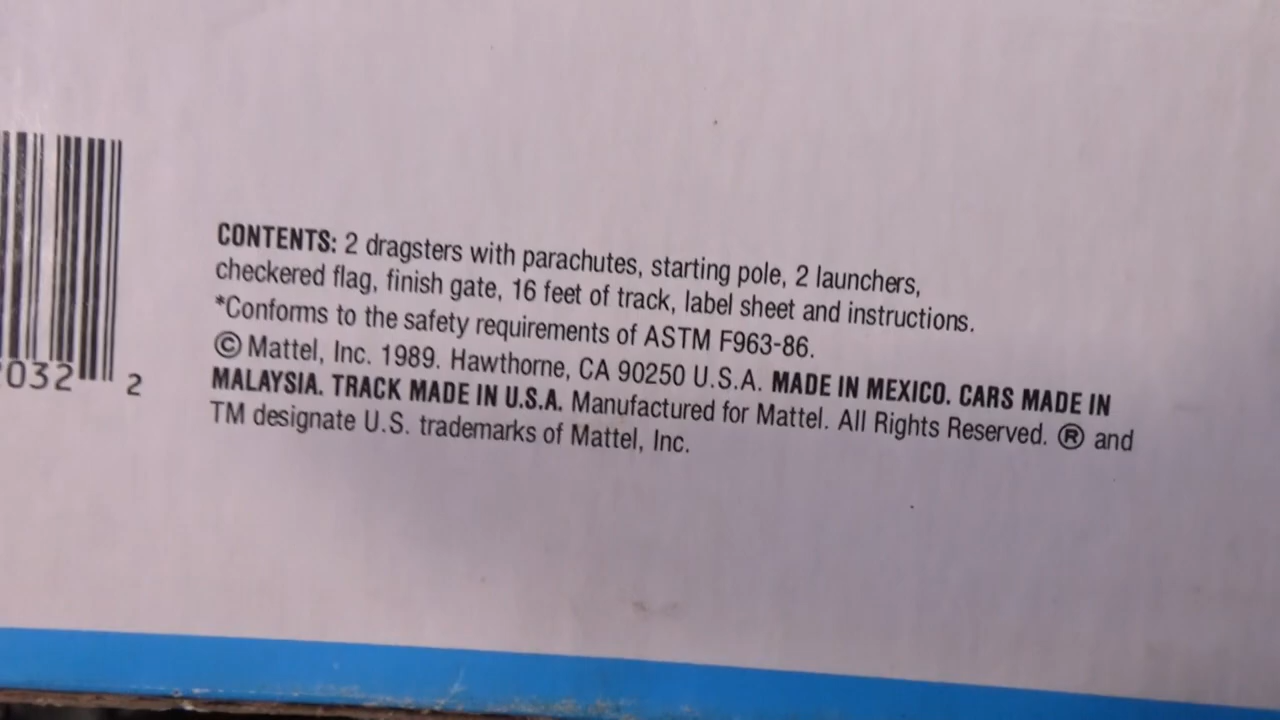 CONTENTS: 2 dragsters with parachutes, starting pole, 2 launchers,
checkered flag, finish gate, 16 feet of track, label sheet and instructions.
*Conforms to the safety requirements of ASTM F963-86.
© Mattel, Inc. 1989. Hawthorne, CA 90250 U.S.A. MADE IN MEXICO. CARS MADE IN
MALAYSIA. TRACK MADE IN U.S.A. Manufactured for Mattel. All Rights Reserved. ® and
TM designate U.S. trademarks of Mattel, Inc.
032 2